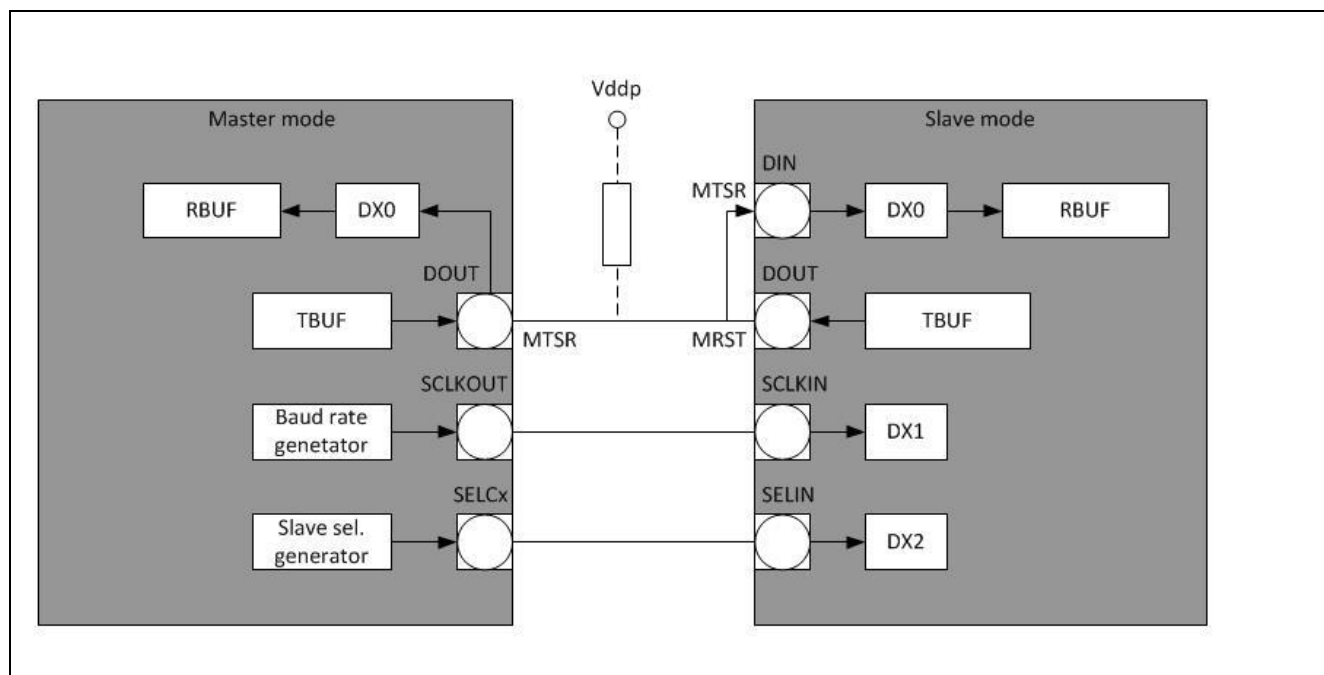 Vddp
Master mode
Slave mode
DIN
MTSR
RBUF
DX0
DX0
RBUF
DOUT
DOUT
TBUF
TBUF
MTSR
MRST
SCLKOUT
SCLKIN
Baud rate
genetator
DX1
SELCx
SELIN
Slave sel.
generator
DX2